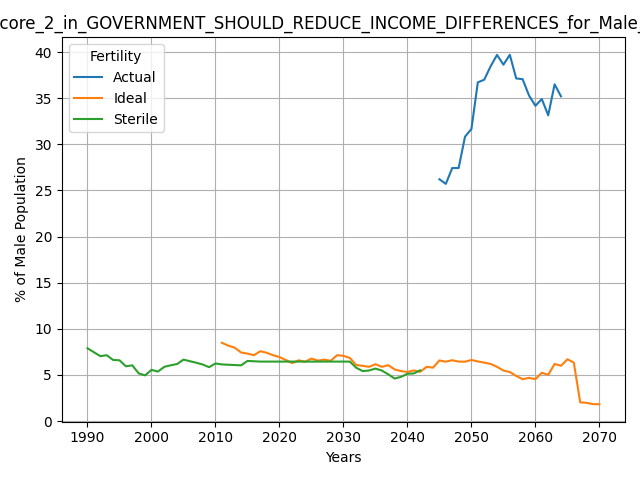 core_2_in_GOVERNMENT_SHOULD_REDUCE_INCOME_DIFFERENCES_for_Male_
Fertility
Actual
Ideal
Sterile
% of Male Population
40
35
30
25
20
15
10
5
0
1990 2000 2010 2020 2030 2040 2050 2060 2070
Years